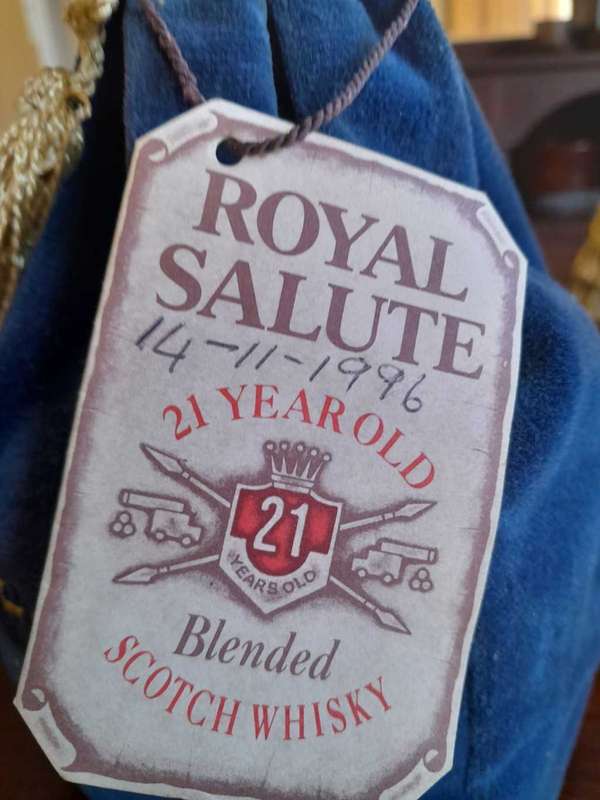 ROYAL
SALUTE
14-11-1996
21 YEAR OLD
21
YEARS OLD
Blended
SCOTCH WHISKY